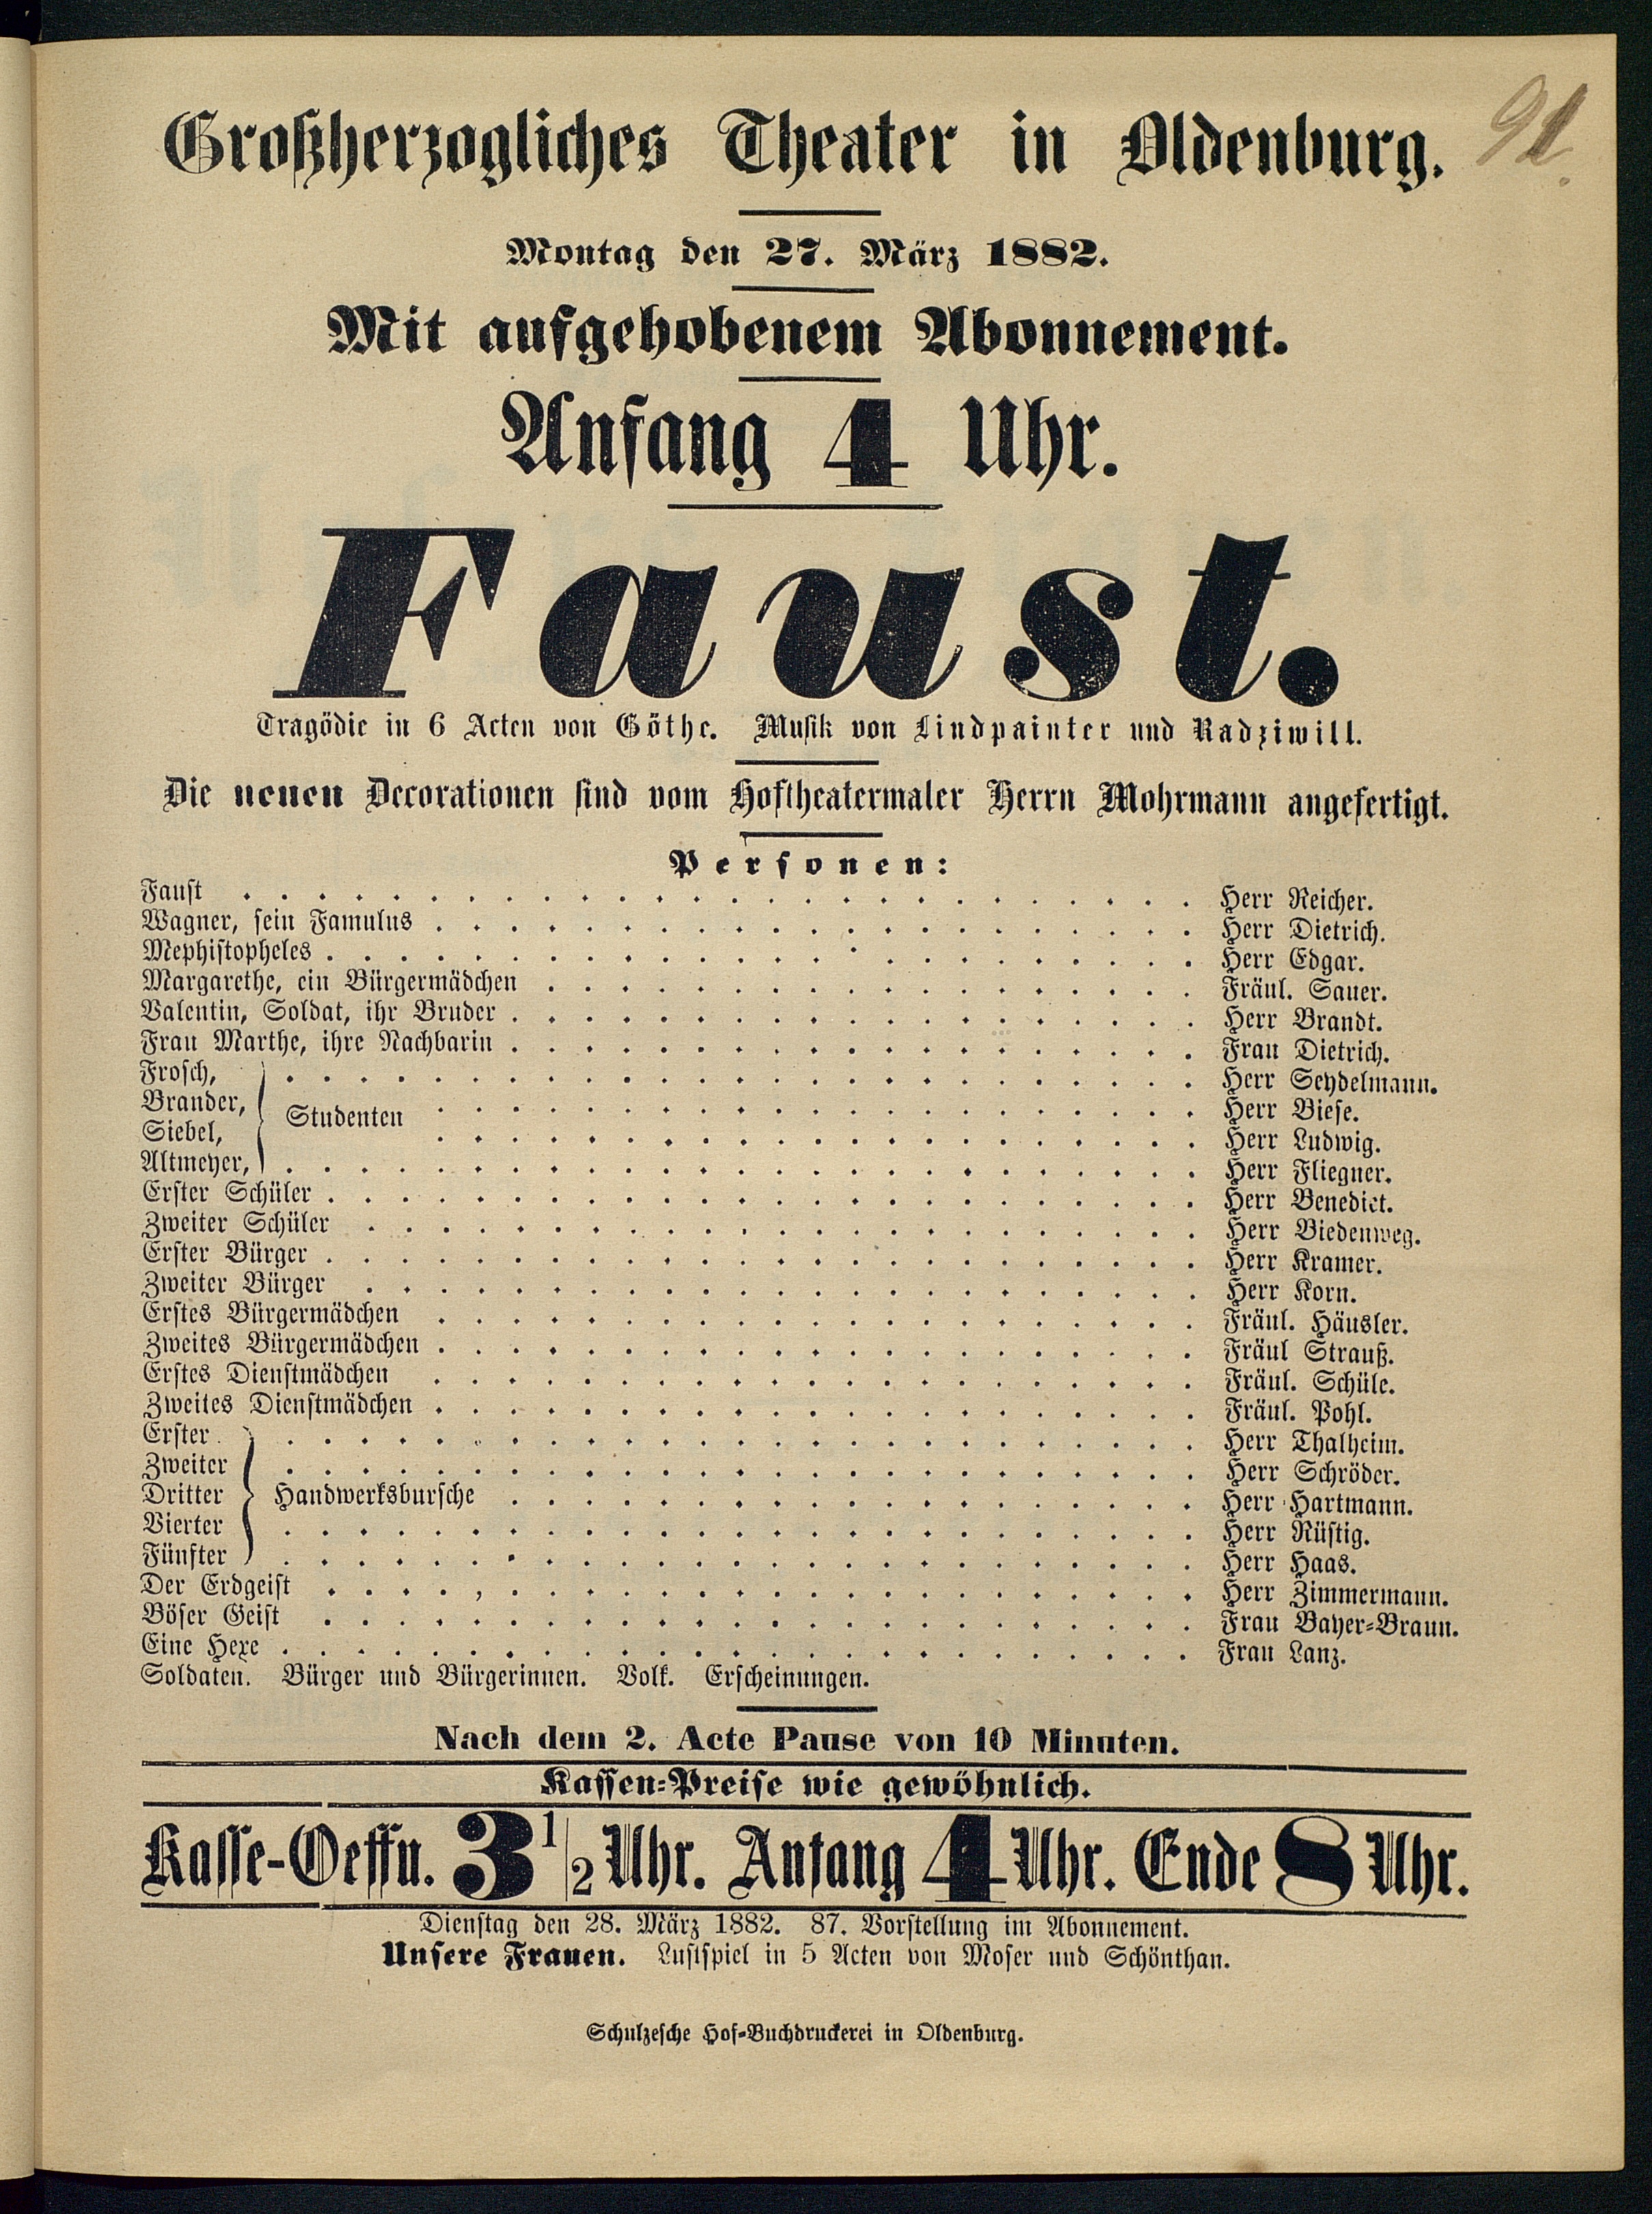 Großherzogliches Theater in Oldenburg.
Montag den 27. März 1882.
Mit aufgehobenem Abonnement.
Anfang 4 Uhr.
Faust.
Tragödie in 6 Acten von Göthe. Musik von Lindpainter und Radziwill.
Die neuen Decorationen sind vom Hoftheatermaler Herrn Mohrmann angefertigt.
Personen:
Faust . . . . . Herr Reicher.
Wagner, sein Famulus . . . . . Herr Dietrich.
Mephistopheles . . . . . Herr Edgar.
Margarethe, ein Bürgermädchen . . . . . Fräul. Sauer.
Valentin, Soldat, ihr Bruder . . . . . Herr Brandt.
Frau Marthe, ihre Nachbarin . . . . . Frau Dietrich.
Frosch, . . . . . Herr Seydelmann.
Brander, . . . . . Herr Biese.
Studenten
Siebel, . . . . . Herr Ludwig.
Altmeyer, . . . . . Herr Fliegner.
Erster Schüler . . . . . Herr Benedict.
Zweiter Schüler . . . . . Herr Biedenweg.
Erster Bürger . . . . . Herr Kramer.
Zweiter Bürger . . . . . Herr Korn.
Erstes Bürgermädchen . . . . . Fräul. Häusler.
Zweites Bürgermädchen . . . . . Fräul Strauß.
Erstes Dienstmädchen . . . . . Fräul. Schüle.
Zweites Dienstmädchen . . . . . Fräul. Pohl.
Erster . . . . . Herr Thalheim.
Zweiter . . . . . Herr Schröder.
Dritter Handwerksbursche . . . . . Herr Hartmann.
Vierter . . . . . Herr Rüstig.
Fünfter . . . . . Herr Haas.
Der Erdgeist . . . . . Herr Zimmermann.
Böser Geist . . . . . Frau Bayer-Braun.
Eine Hexe . . . . . Frau Lanz.
Soldaten. Bürger und Bürgerinnen. Volk. Erscheinungen.
Nach dem 2. Acte Pause von 10 Minuten.
Kassen-Preise wie gewöhnlich.
Kasse-Oeffn. 3 1/2 Uhr. Anfang 4 Uhr. Ende 8 Uhr.
Dienstag den 28. März 1882. 87. Vorstellung im Abonnement.
Unsere Frauen. Lustspiel in 5 Acten von Moser und Schönthan.
Schulzesche Hof-Buchdruckerei in Oldenburg.